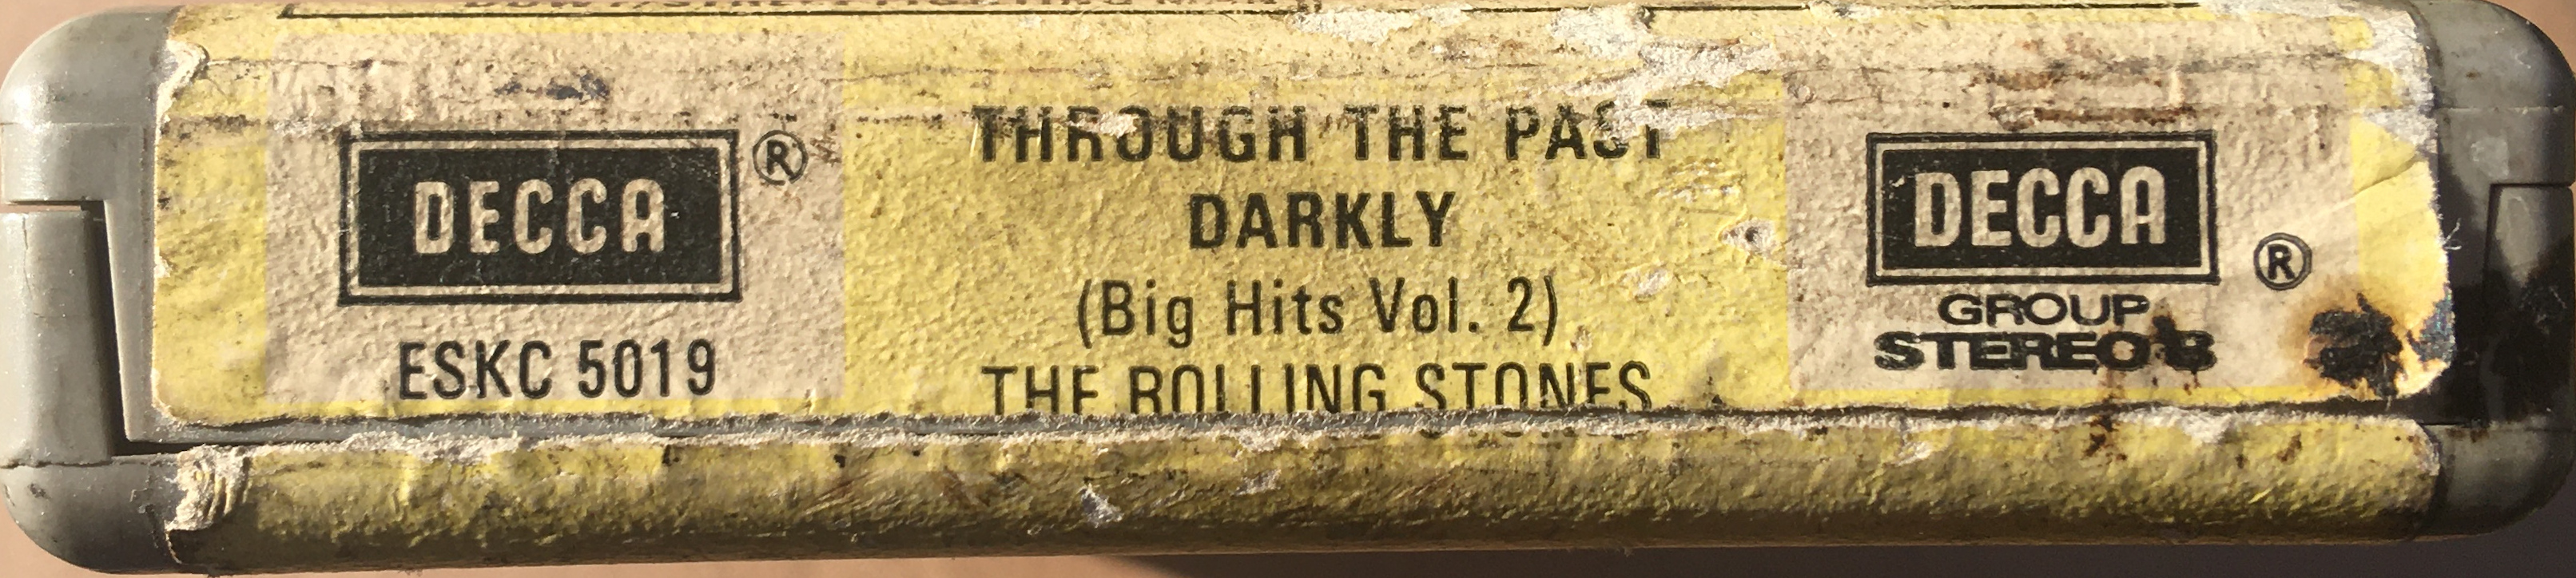 DECCA ®
ESKC 5019
THROUGH THE PAST
DARKLY
(Big Hits Vol. 2)
THE ROLLING STONES
DECCA ®
GROUP
STEREO 8